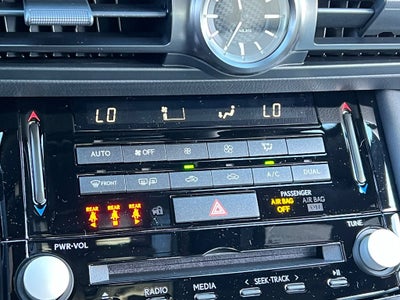 LO LO
AUTO OFF
FRONT A/C DUAL
REAR REAR REAR
PASSENGER
AIR BAG AIR BAG
OFF
PWR•VOL TUNE
RADIO MEDIA < SEEK•TRACK >